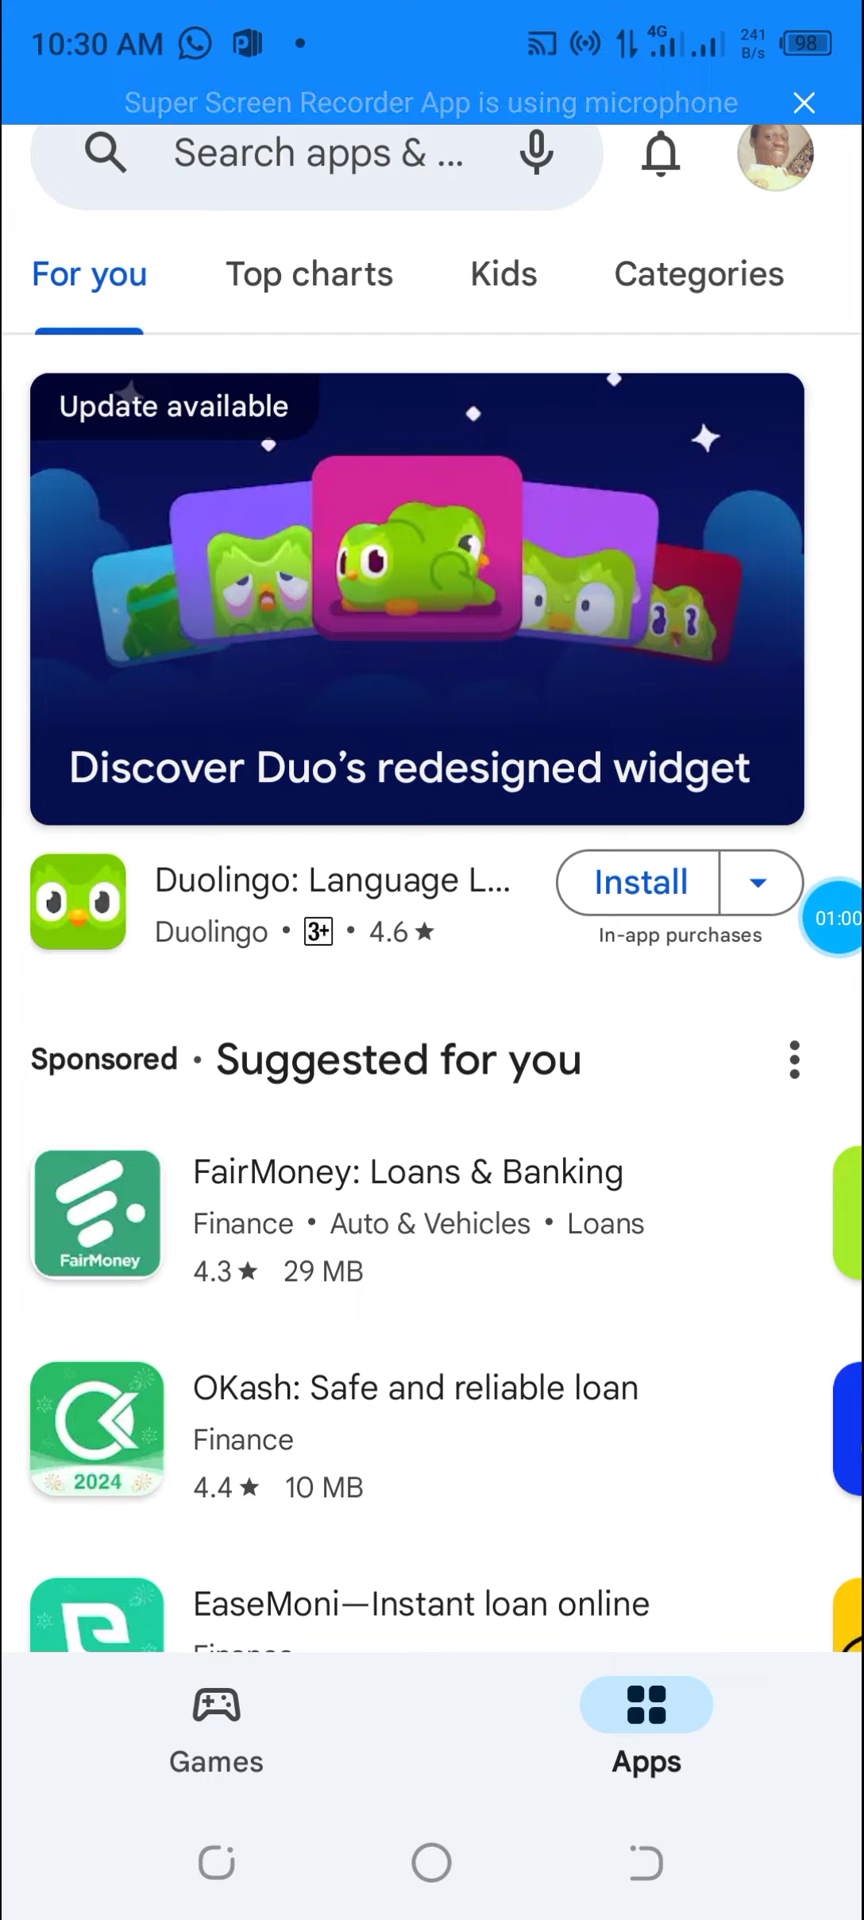 10:30 AM 4G 241 B/s 98
Super Screen Recorder App is using microphone
Search apps & ...
For you Top charts Kids Categories
Update available
Discover Duo’s redesigned widget
Duolingo: Language L... Install
Duolingo • 3+ • 4.6 ★ In-app purchases
01:00
Sponsored • Suggested for you
FairMoney: Loans & Banking
Finance • Auto & Vehicles • Loans
FairMoney
4.3 ★ 29 MB
OKash: Safe and reliable loan
Finance
2024
4.4 ★ 10 MB
EaseMoni—Instant loan online
Finance
Games Apps